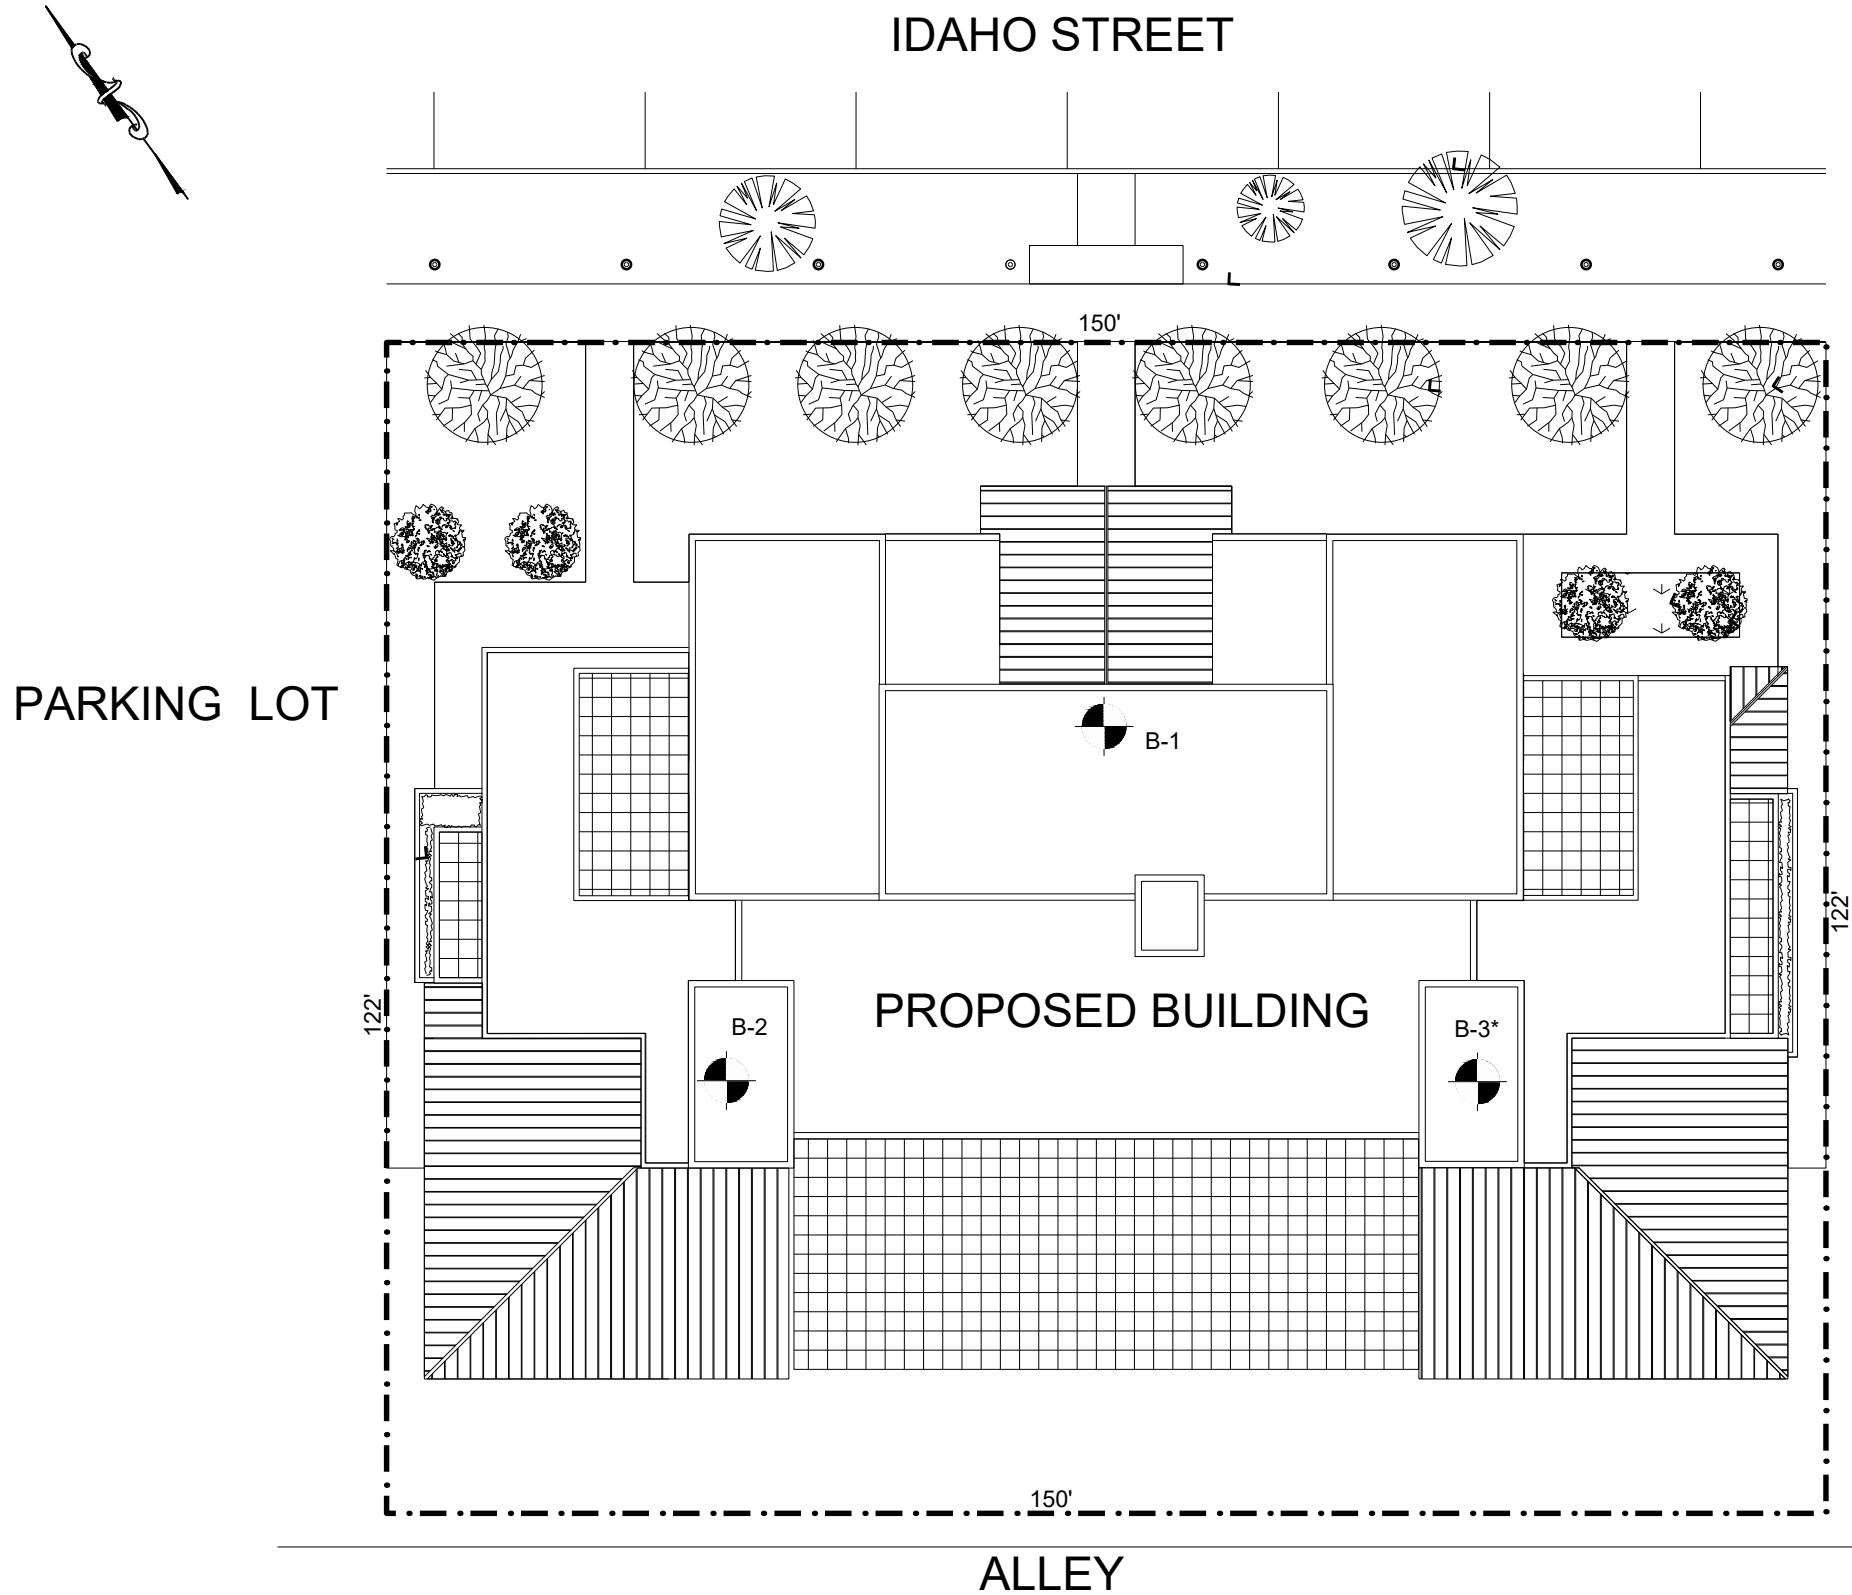 IDAHO STREET
150'
PARKING LOT
B-1
122'
122'
PROPOSED BUILDING
B-2
B-3*
150'
ALLEY